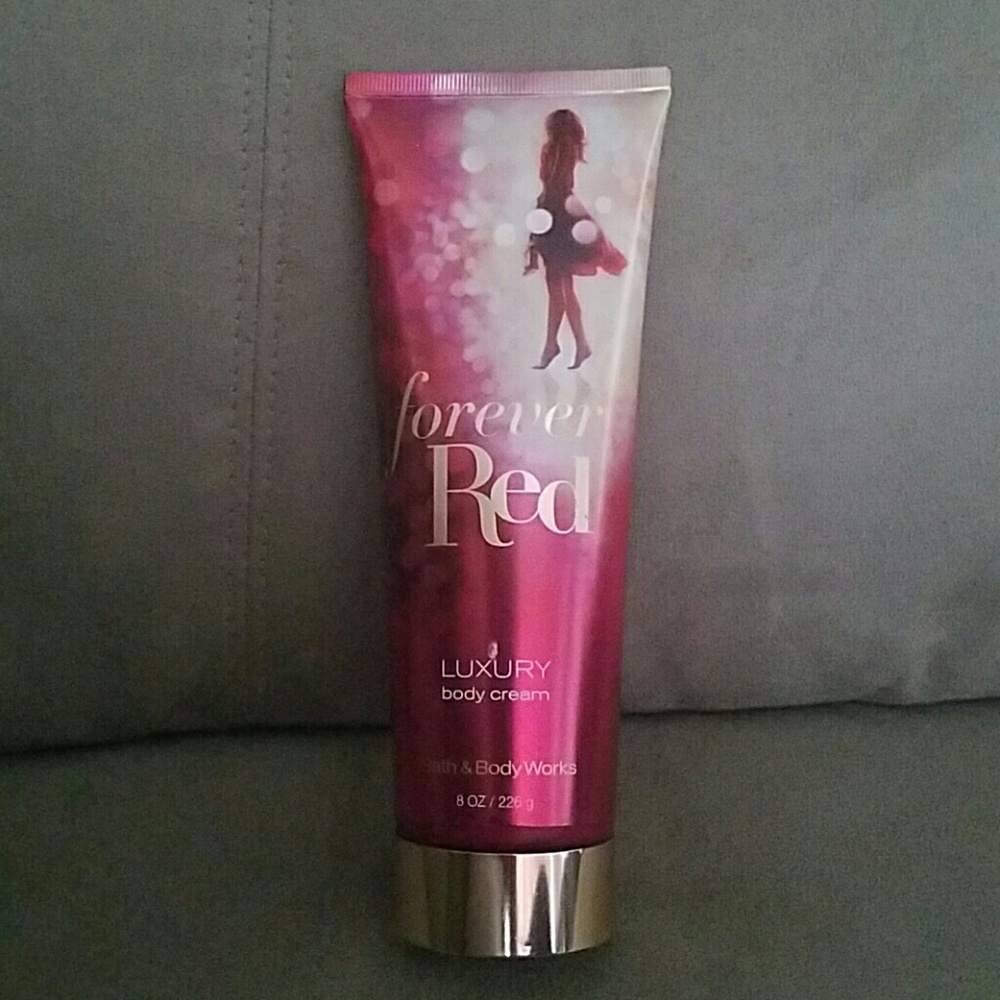 forever
Red
LUXURY
body cream
Bath & Body Works
8 OZ / 226 g